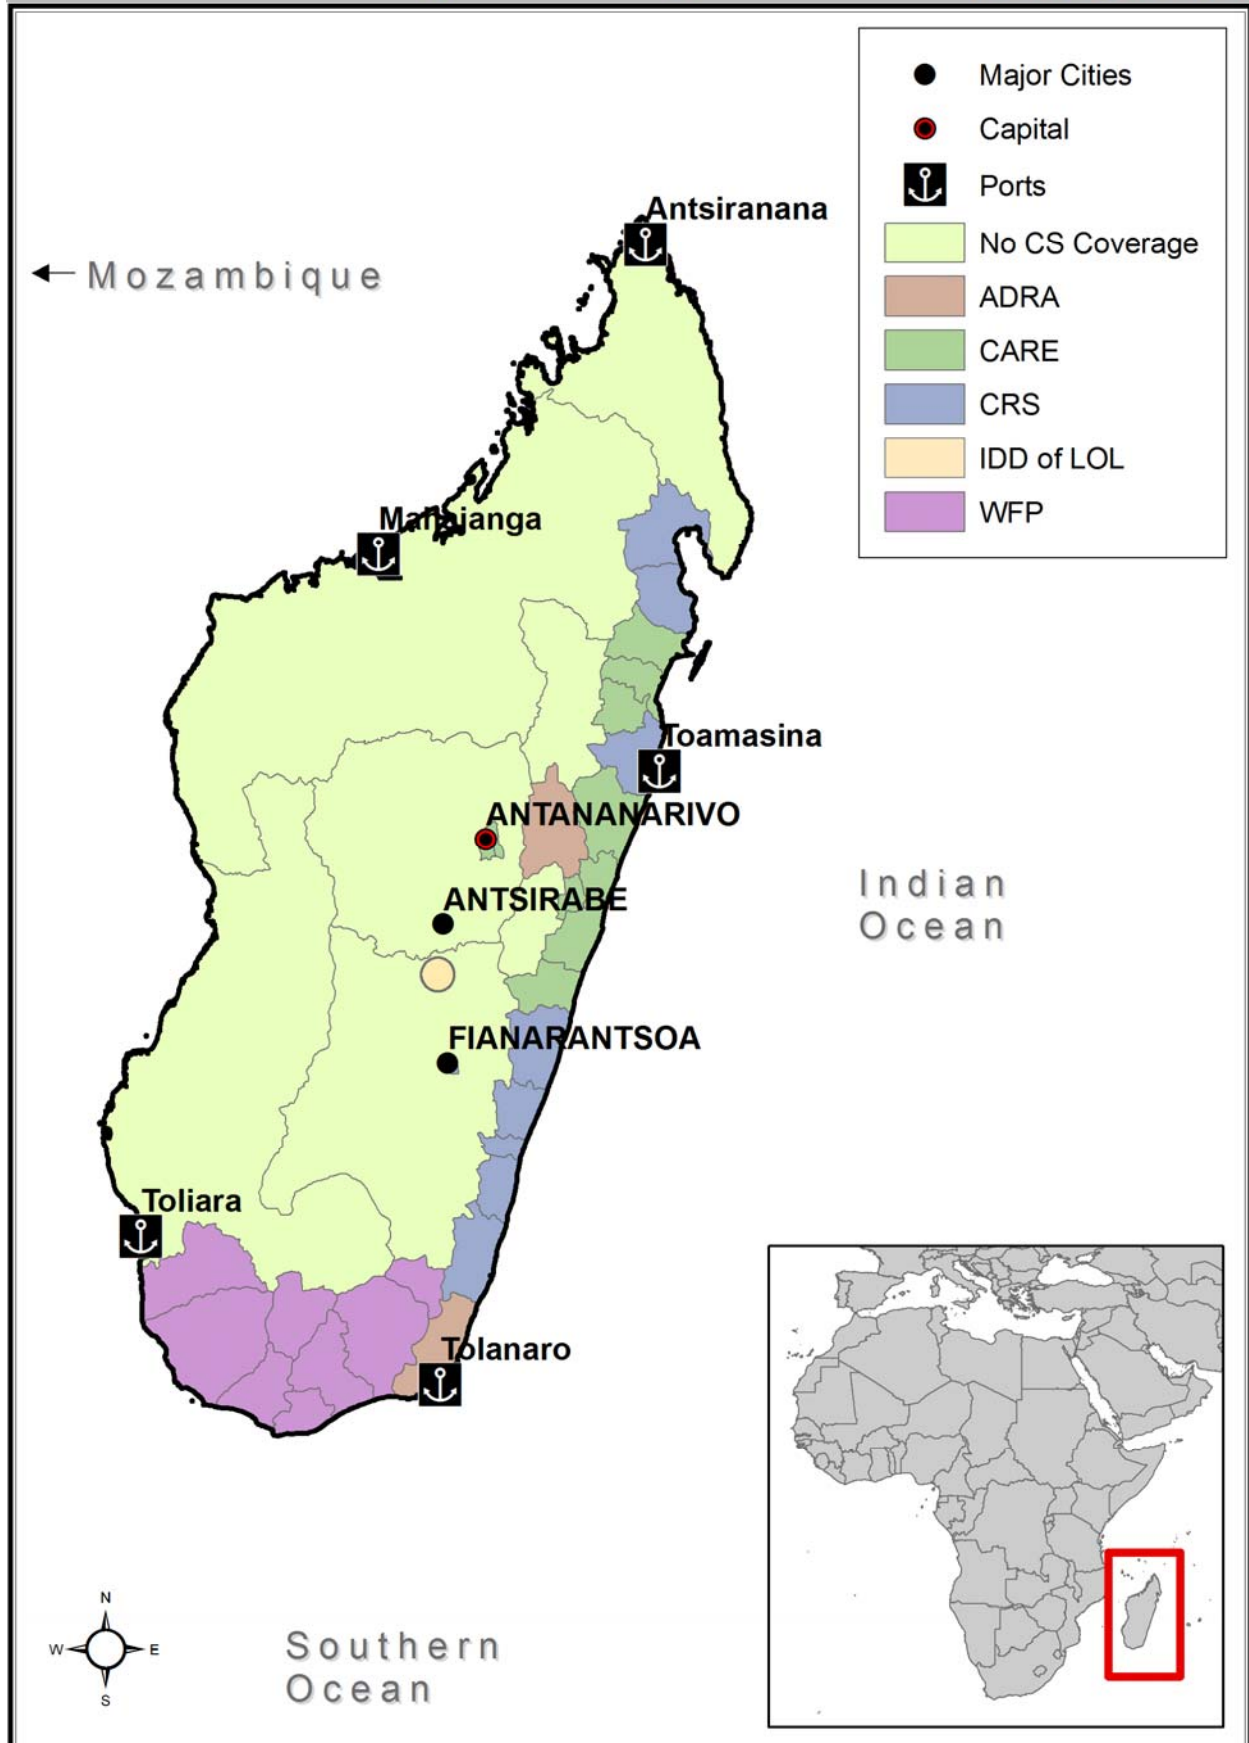 Major Cities
Capital
Ports
No CS Coverage
ADRA
CARE
CRS
IDD of LOL
WFP
Antsiranana
Mozambique
Mahajanga
Toamasina
ANTANANARIVO
ANTSIRABE
Indian
Ocean
FIANARANTSOA
Toliara
Tolanaro
N
W E
S
Southern
Ocean